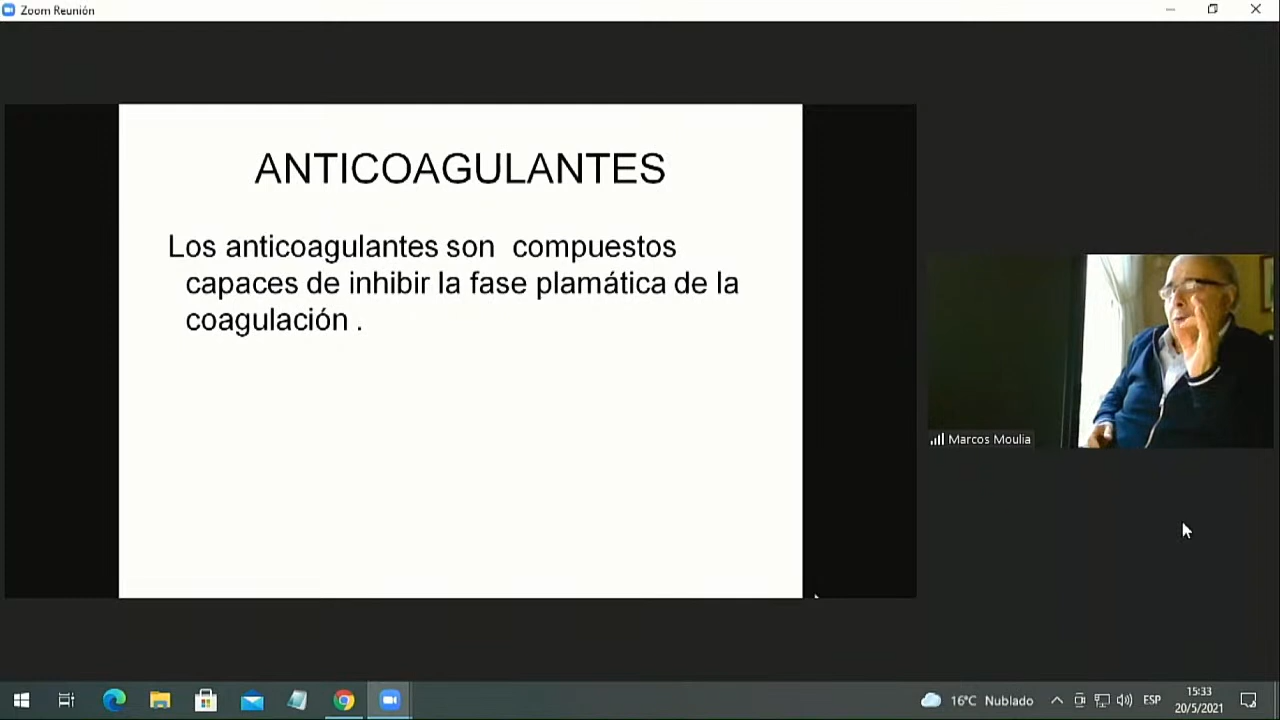 Zoom Reunión
ANTICOAGULANTES
Los anticoagulantes son  compuestos
capaces de inhibir la fase plamática de la
coagulación .
Marcos Moulia
16°C Nublado
ESP
15:33
20/5/2021